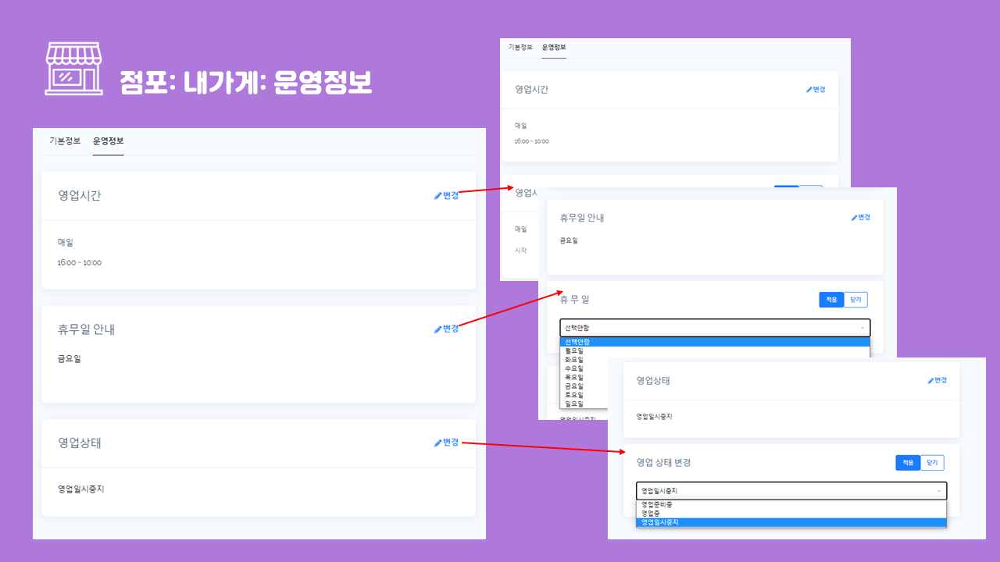 점포: 내가게: 운영정보
기본정보 운영정보
영업시간 변경
매일
16:00 ~ 10:00
휴무일 안내 변경
금요일
영업상태 변경
영업일시중지
기본정보 운영정보
영업시간 변경
매일
16:00 ~ 10:00
영업시
매일
시작
휴무일 안내 변경
금요일
휴 무 일 적용 닫기
선택안함
선택안함
월요일
화요일
수요일
목요일
금요일
토요일
일요일
영업일시중지
영업상태 변경
영업일시중지
영업 상태 변경 적용 닫기
영업일시중지
영업준비중
영업중
영업일시중지